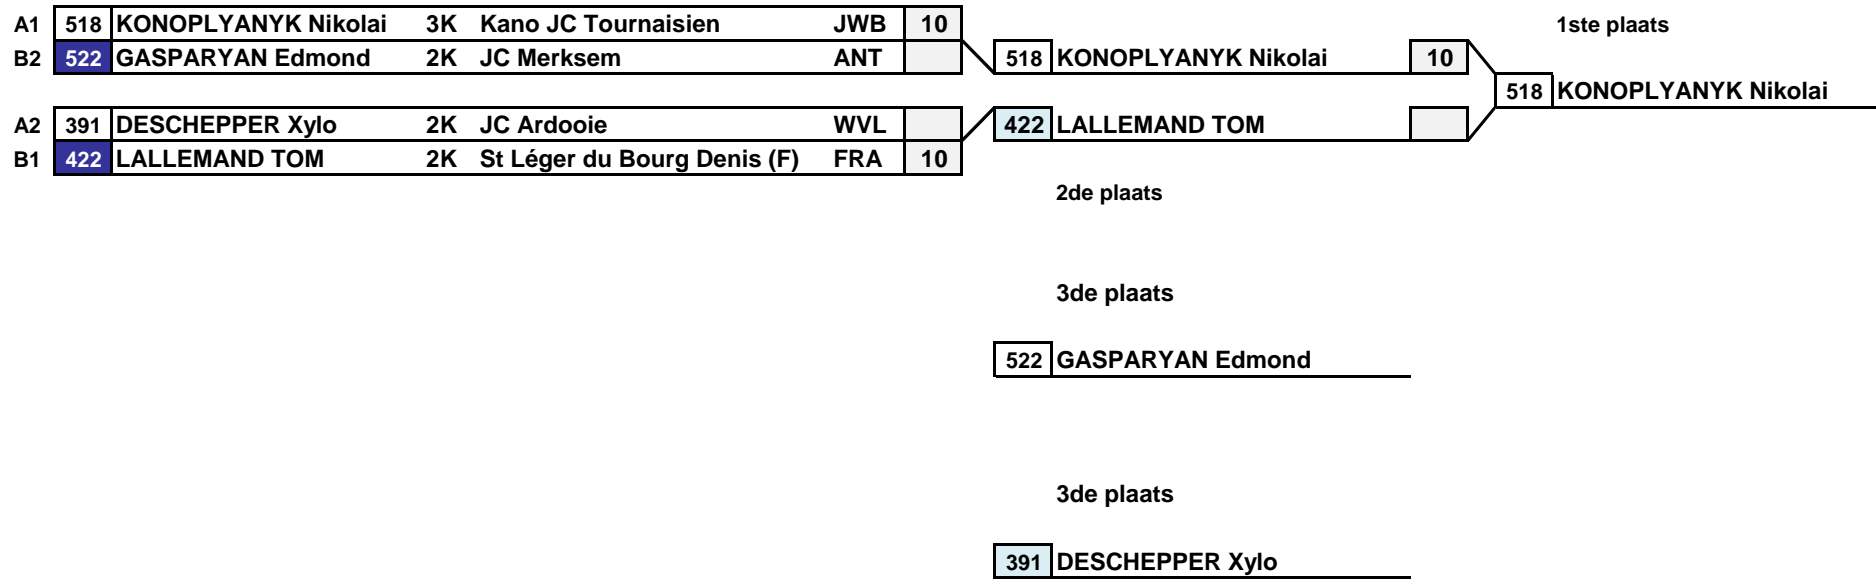 A1 518 KONOPLYANYK Nikolai 3K Kano JC Tournaisien JWB 10 1ste plaats
B2 522 GASPARYAN Edmond 2K JC Merksem ANT 518 KONOPLYANYK Nikolai 10
518 KONOPLYANYK Nikolai
A2 391 DESCHEPPER Xylo 2K JC Ardooie WVL 422 LALLEMAND TOM
B1 422 LALLEMAND TOM 2K St Léger du Bourg Denis (F) FRA 10
2de plaats
3de plaats
522 GASPARYAN Edmond
3de plaats
391 DESCHEPPER Xylo